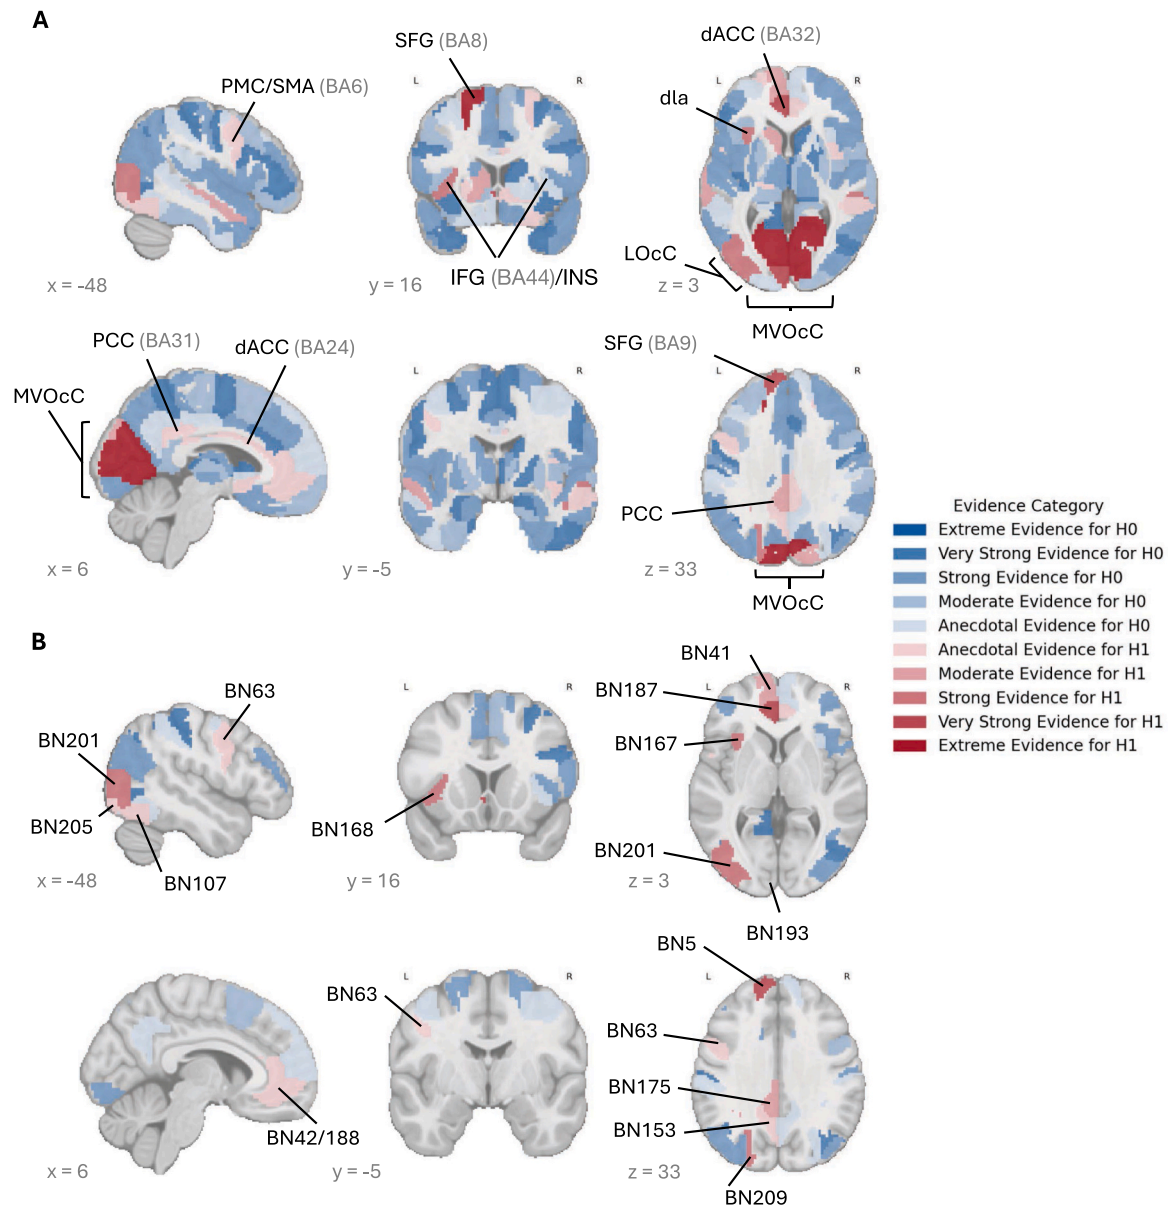 A
PMC/SMA (BA6)
SFG (BA8)
dACC (BA32)
dIa
L R
L R
LOcC
IFG (BA44)/INS
x = -48
y = 16
z = 3
MVOcC
PCC (BA31)
dACC (BA24)
SFG (BA9)
MVOcC
L R
L R
PCC
x = 6
y = -5
z = 33
MVOcC
Evidence Category
Extreme Evidence for H0
Very Strong Evidence for H0
Strong Evidence for H0
Moderate Evidence for H0
Anecdotal Evidence for H0
Anecdotal Evidence for H1
Moderate Evidence for H1
Strong Evidence for H1
Very Strong Evidence for H1
Extreme Evidence for H1
B
BN63
BN201
BN205
BN107
x = -48
L R
BN168
y = 16
BN41
L R
BN187
BN167
BN201
z = 3
BN193
BN42/188
x = 6
L R
BN63
y = -5
BN5
L R
BN63
BN175
BN153
z = 33
BN209